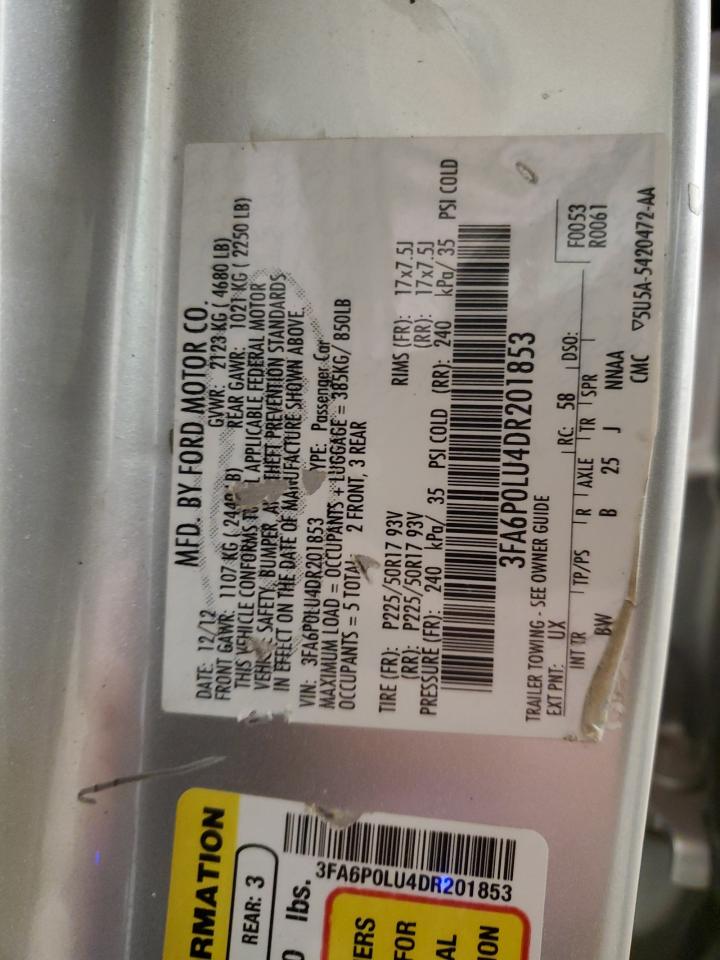 MFD. BY FORD MOTOR CO.
DATE: 12/12 GVWR: 2123 KG ( 4680 LB)
FRONT GAWR: 1107 KG ( 244 LB) REAR GAWR: 1021 KG ( 2250 LB)
THIS VEHICLE CONFORMS APPLICABLE FEDERAL MOTOR
VEHICLE SAFETY, BUMPER, THEFT PREVENTION STANDARDS
IN EFFECT ON THE DATE OF MANUFACTURE SHOWN ABOVE.
VIN: 3FA6P0LU4DR201853 YPE: Passenger Car
MAXIMUM LOAD = OCCUPANTS + LUGGAGE = 385KG/ 850LB
OCCUPANTS = 5 TOTAL, 2 FRONT, 3 REAR
TIRE (FR): P225/50R17 93V RIMS (FR): 17x7.5J
(RR): P225/50R17 93V (RR): 17x7.5J
PRESSURE (FR): 240 kPa/ 35 PSI COLD (RR): 240 kPa/ 35 PSI COLD
3FA6P0LU4DR201853
TRAILER TOWING - SEE OWNER GUIDE
F0053
R0061
EXT PNT: UX RC: 58 DSO:
INT TR TP/PS R AXLE TR SPR
BW B 25 J NNAA
CMC ▽5U5A-5420472-AA
RMATION
REAR: 3
0 lbs.
3FA6P0LU4DR201853
ERS
FOR
AL
ION